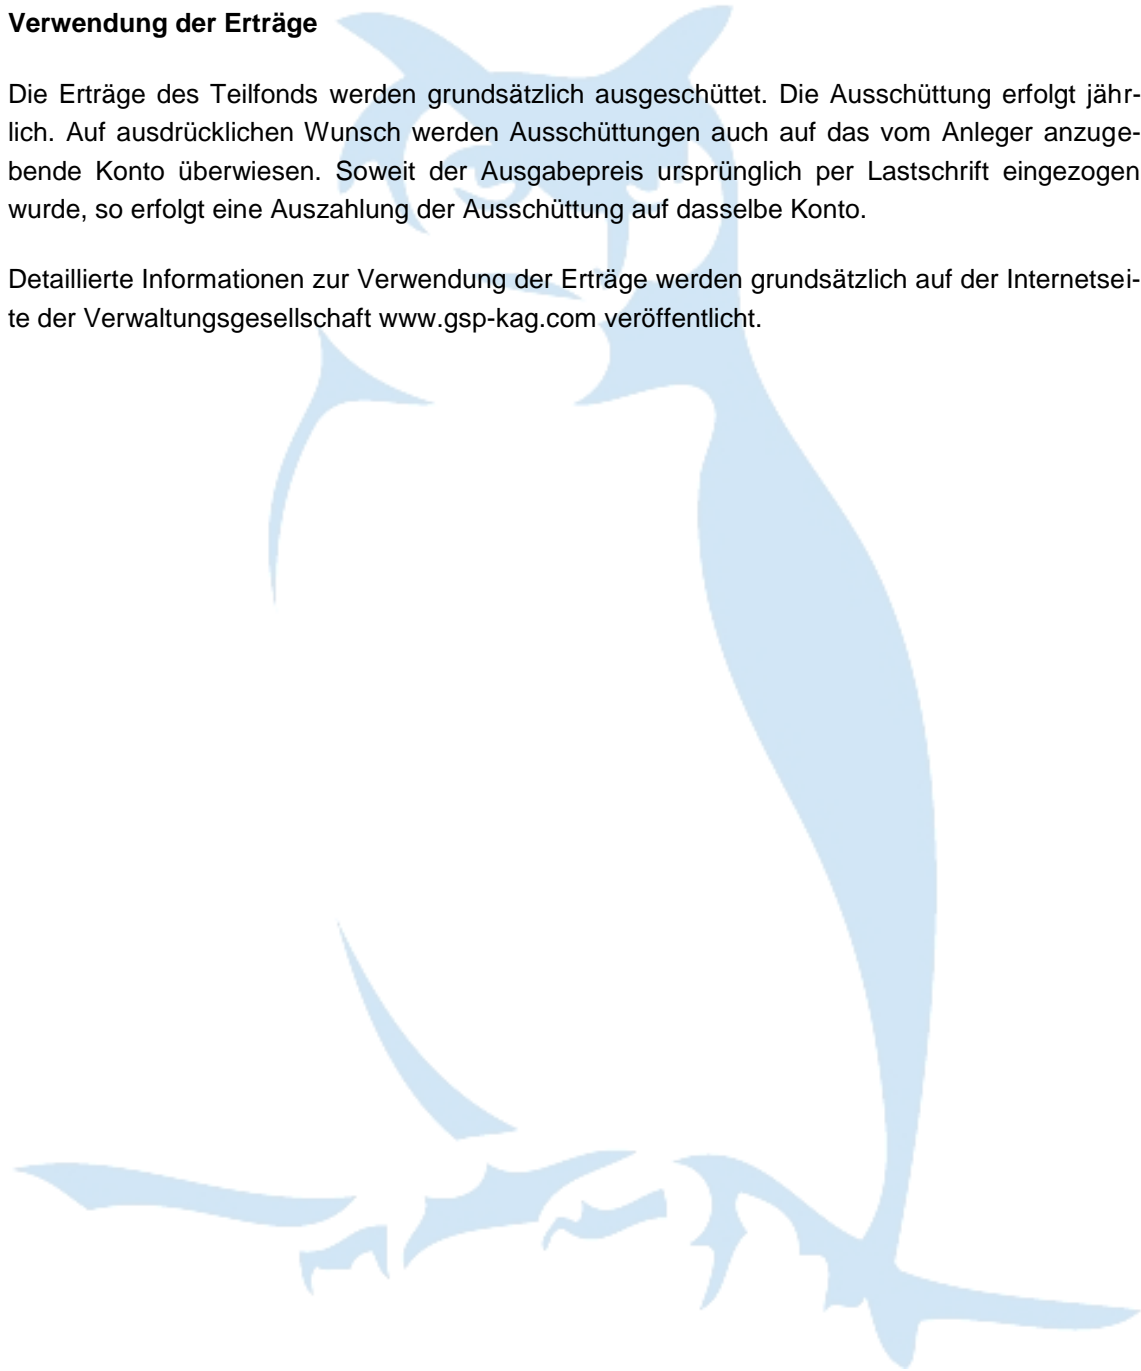 Verwendung der Erträge
Die Erträge des Teilfonds werden grundsätzlich ausgeschüttet. Die Ausschüttung erfolgt jähr-
lich. Auf ausdrücklichen Wunsch werden Ausschüttungen auch auf das vom Anleger anzuge-
bende Konto überwiesen. Soweit der Ausgabepreis ursprünglich per Lastschrift eingezogen
wurde, so erfolgt eine Auszahlung der Ausschüttung auf dasselbe Konto.
Detaillierte Informationen zur Verwendung der Erträge werden grundsätzlich auf der Internetsei-
te der Verwaltungsgesellschaft www.gsp-kag.com veröffentlicht.